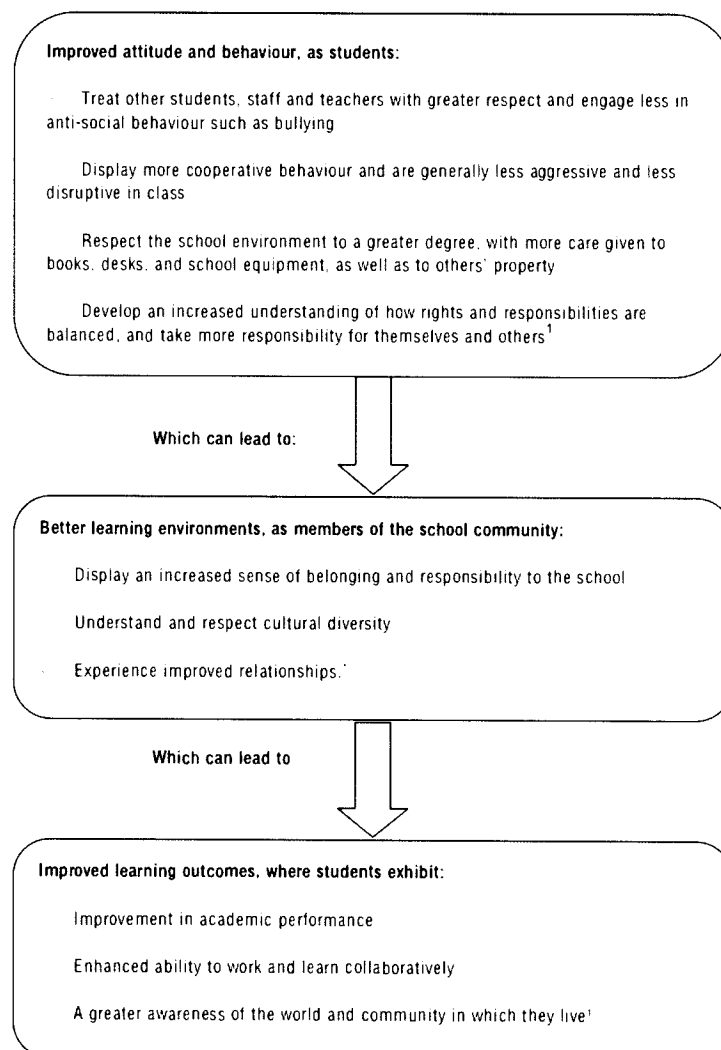 Improved attitude and behaviour, as students:
Treat other students, staff and teachers with greater respect and engage less in
anti-social behaviour such as bullying
Display more cooperative behaviour and are generally less aggressive and less
disruptive in class
Respect the school environment to a greater degree, with more care given to
books, desks, and school equipment, as well as to others' property
Develop an increased understanding of how rights and responsibilities are
balanced, and take more responsibility for themselves and others¹
Which can lead to:
Better learning environments, as members of the school community:
Display an increased sense of belonging and responsibility to the school
Understand and respect cultural diversity
Experience improved relationships.
Which can lead to
Improved learning outcomes, where students exhibit:
Improvement in academic performance
Enhanced ability to work and learn collaboratively
A greater awareness of the world and community in which they live¹